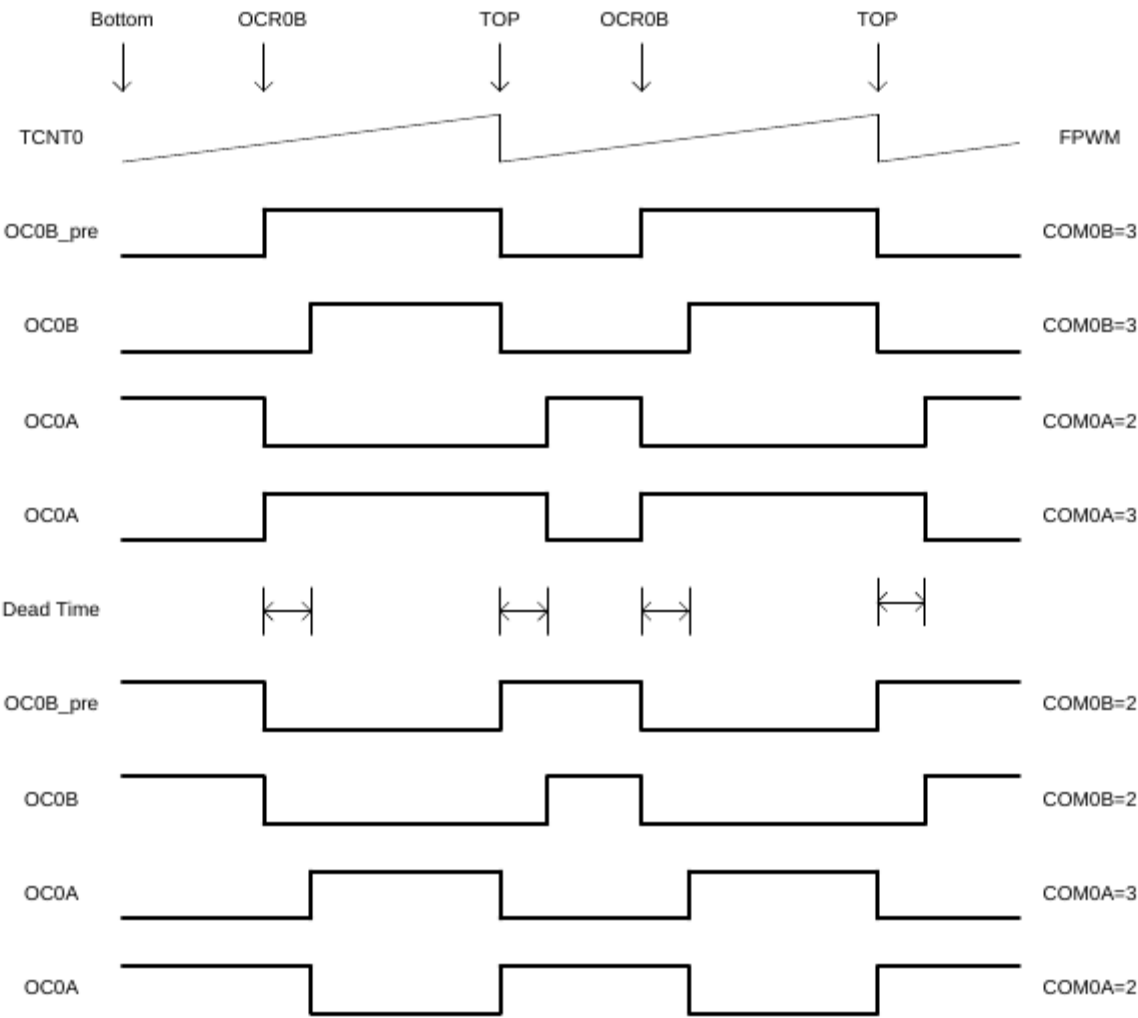 Bottom OCR0B TOP OCR0B TOP
TCNT0 FPWM
OC0B_pre COM0B=3
OC0B COM0B=3
OC0A COM0A=2
OC0A COM0A=3
Dead Time
OC0B_pre COM0B=2
OC0B COM0B=2
OC0A COM0A=3
OC0A COM0A=2